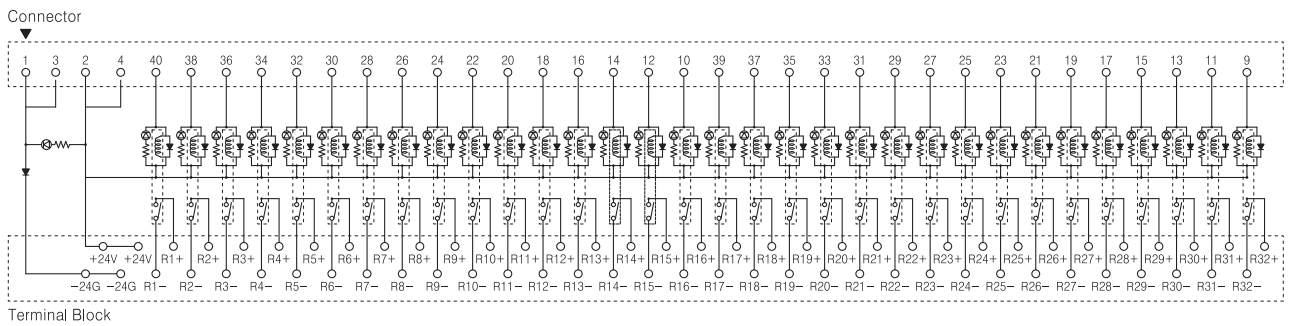 Connector
1 3 2 4 40 38 36 34 32 30 28 26 24 22 20 18 16 14 12 10 39 37 35 33 31 29 27 25 23 21 19 17 15 13 11 9
+24V +24V R1+ R2+ R3+ R4+ R5+ R6+ R7+ R8+ R9+ R10+ R11+ R12+ R13+ R14+ R15+ R16+ R17+ R18+ R19+ R20+ R21+ R22+ R23+ R24+ R25+ R26+ R27+ R28+ R29+ R30+ R31+ R32+
−24G −24G R1− R2− R3− R4− R5− R6− R7− R8− R9− R10− R11− R12− R13− R14− R15− R16− R17− R18− R19− R20− R21− R22− R23− R24− R25− R26− R27− R28− R29− R30− R31− R32−
Terminal Block